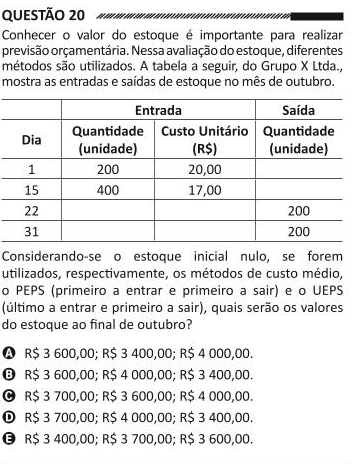 QUESTÃO 20
Conhecer o valor do estoque é importante para realizar
previsão orçamentária. Nessa avaliação do estoque, diferentes
métodos são utilizados. A tabela a seguir, do Grupo X Ltda.,
mostra as entradas e saídas de estoque no mês de outubro.
Entrada Saída
Dia Quantidade (unidade) Custo Unitário (R$) Quantidade (unidade)
1 200 20,00
15 400 17,00
22 200
31 200
Considerando-se o estoque inicial nulo, se forem
utilizados, respectivamente, os métodos de custo médio,
o PEPS (primeiro a entrar e primeiro a sair) e o UEPS
(último a entrar e primeiro a sair), quais serão os valores
do estoque ao final de outubro?
A R$ 3 600,00; R$ 3 400,00; R$ 4 000,00.
B R$ 3 600,00; R$ 4 000,00; R$ 3 400,00.
C R$ 3 700,00; R$ 3 600,00; R$ 4 000,00.
D R$ 3 700,00; R$ 4 000,00; R$ 3 400,00.
E R$ 3 400,00; R$ 3 700,00; R$ 3 600,00.